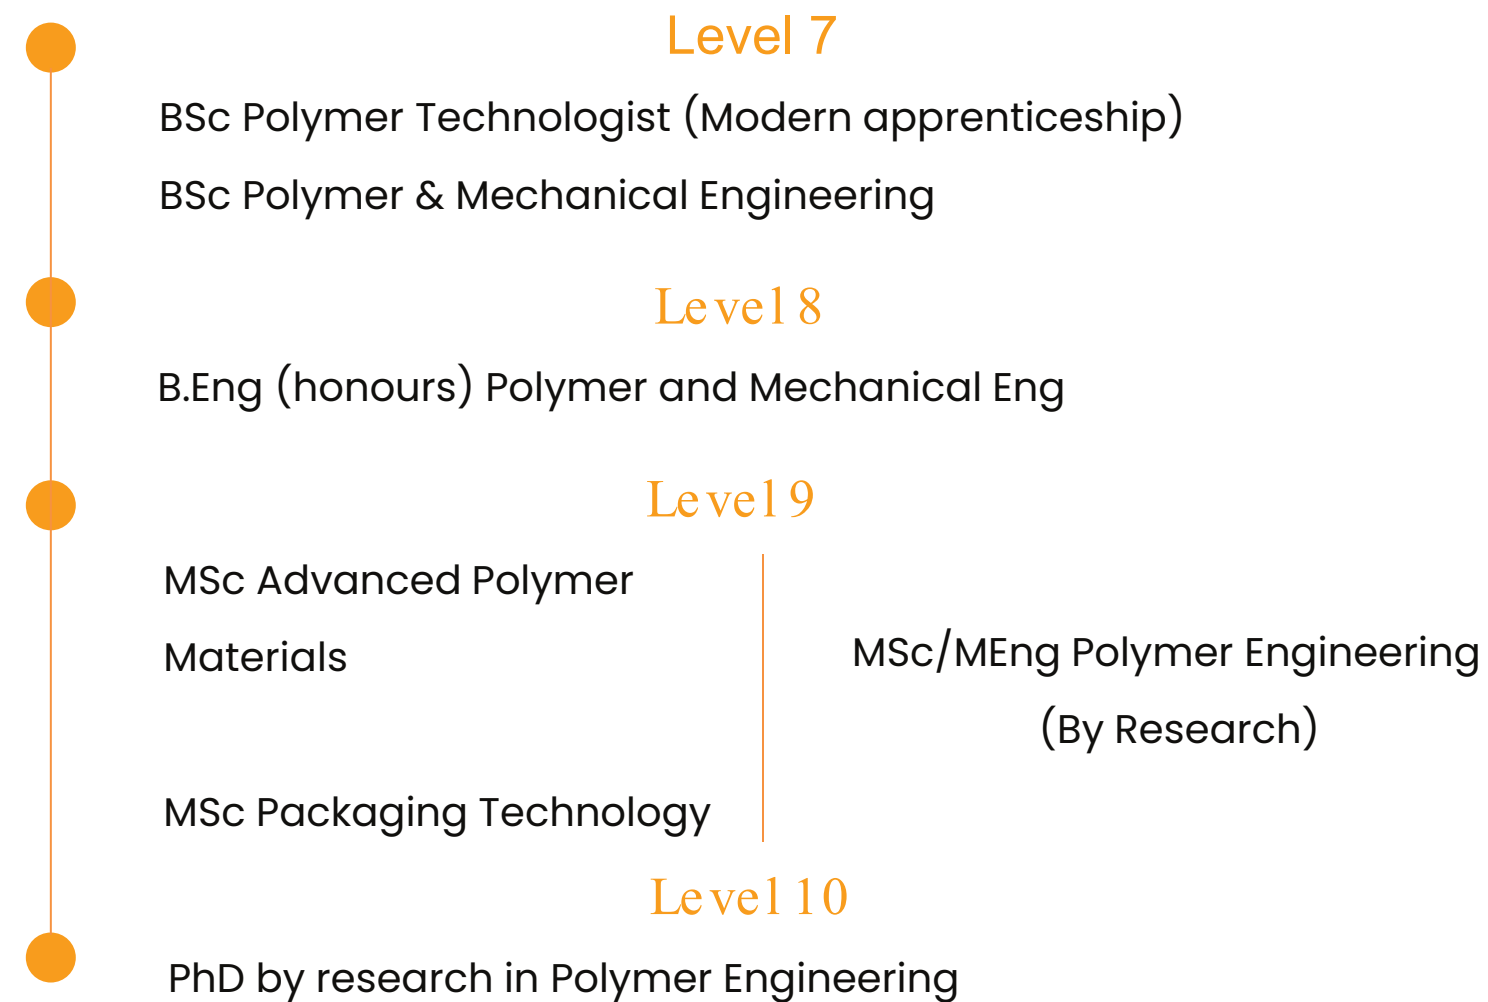 Level 7
BSc Polymer Technologist (Modern apprenticeship)
BSc Polymer & Mechanical Engineering
Level 8
B.Eng (honours) Polymer and Mechanical Eng
Level 9
MSc Advanced Polymer
Materials
MSc Packaging Technology
MSc/MEng Polymer Engineering
(By Research)
Level 10
PhD by research in Polymer Engineering